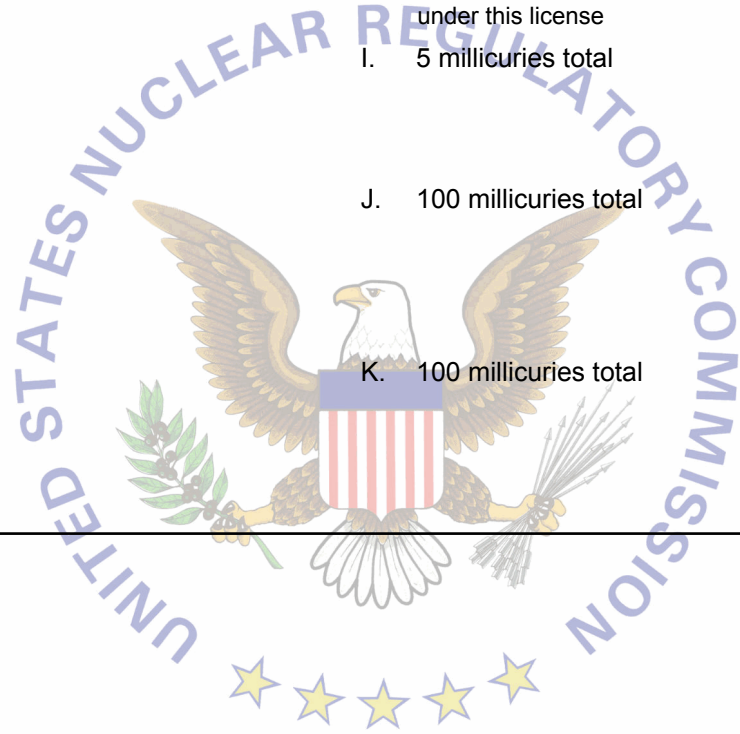 under this license
I. 5 millicuries total
J. 100 millicuries total
K. 100 millicuries total
UNITED STATES NUCLEAR REGULATORY COMMISSION